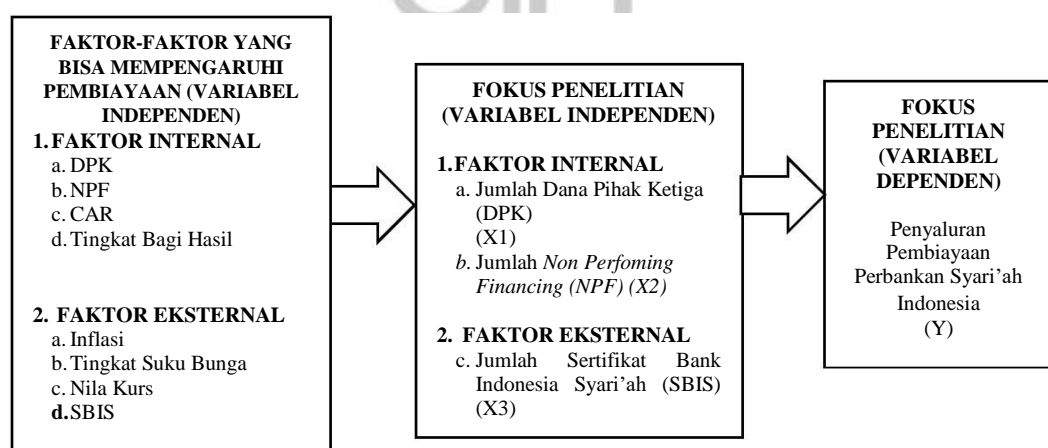 FAKTOR-FAKTOR YANG
BISA MEMPENGARUHI
PEMBIAYAAN (VARIABEL
INDEPENDEN)
1. FAKTOR INTERNAL
a. DPK
b. NPF
c. CAR
d. Tingkat Bagi Hasil
2. FAKTOR EKSTERNAL
a. Inflasi
b. Tingkat Suku Bunga
c. Nila Kurs
d. SBIS
FOKUS PENELITIAN
(VARIABEL INDEPENDEN)
1. FAKTOR INTERNAL
a. Jumlah Dana Pihak Ketiga
(DPK)
(X1)
b. Jumlah Non Perfoming
Financing (NPF) (X2)
2. FAKTOR EKSTERNAL
c. Jumlah Sertifikat Bank
Indonesia Syari'ah (SBIS)
(X3)
FOKUS
PENELITIAN
(VARIABEL
DEPENDEN)
Penyaluran
Pembiayaan
Perbankan Syari'ah
Indonesia
(Y)